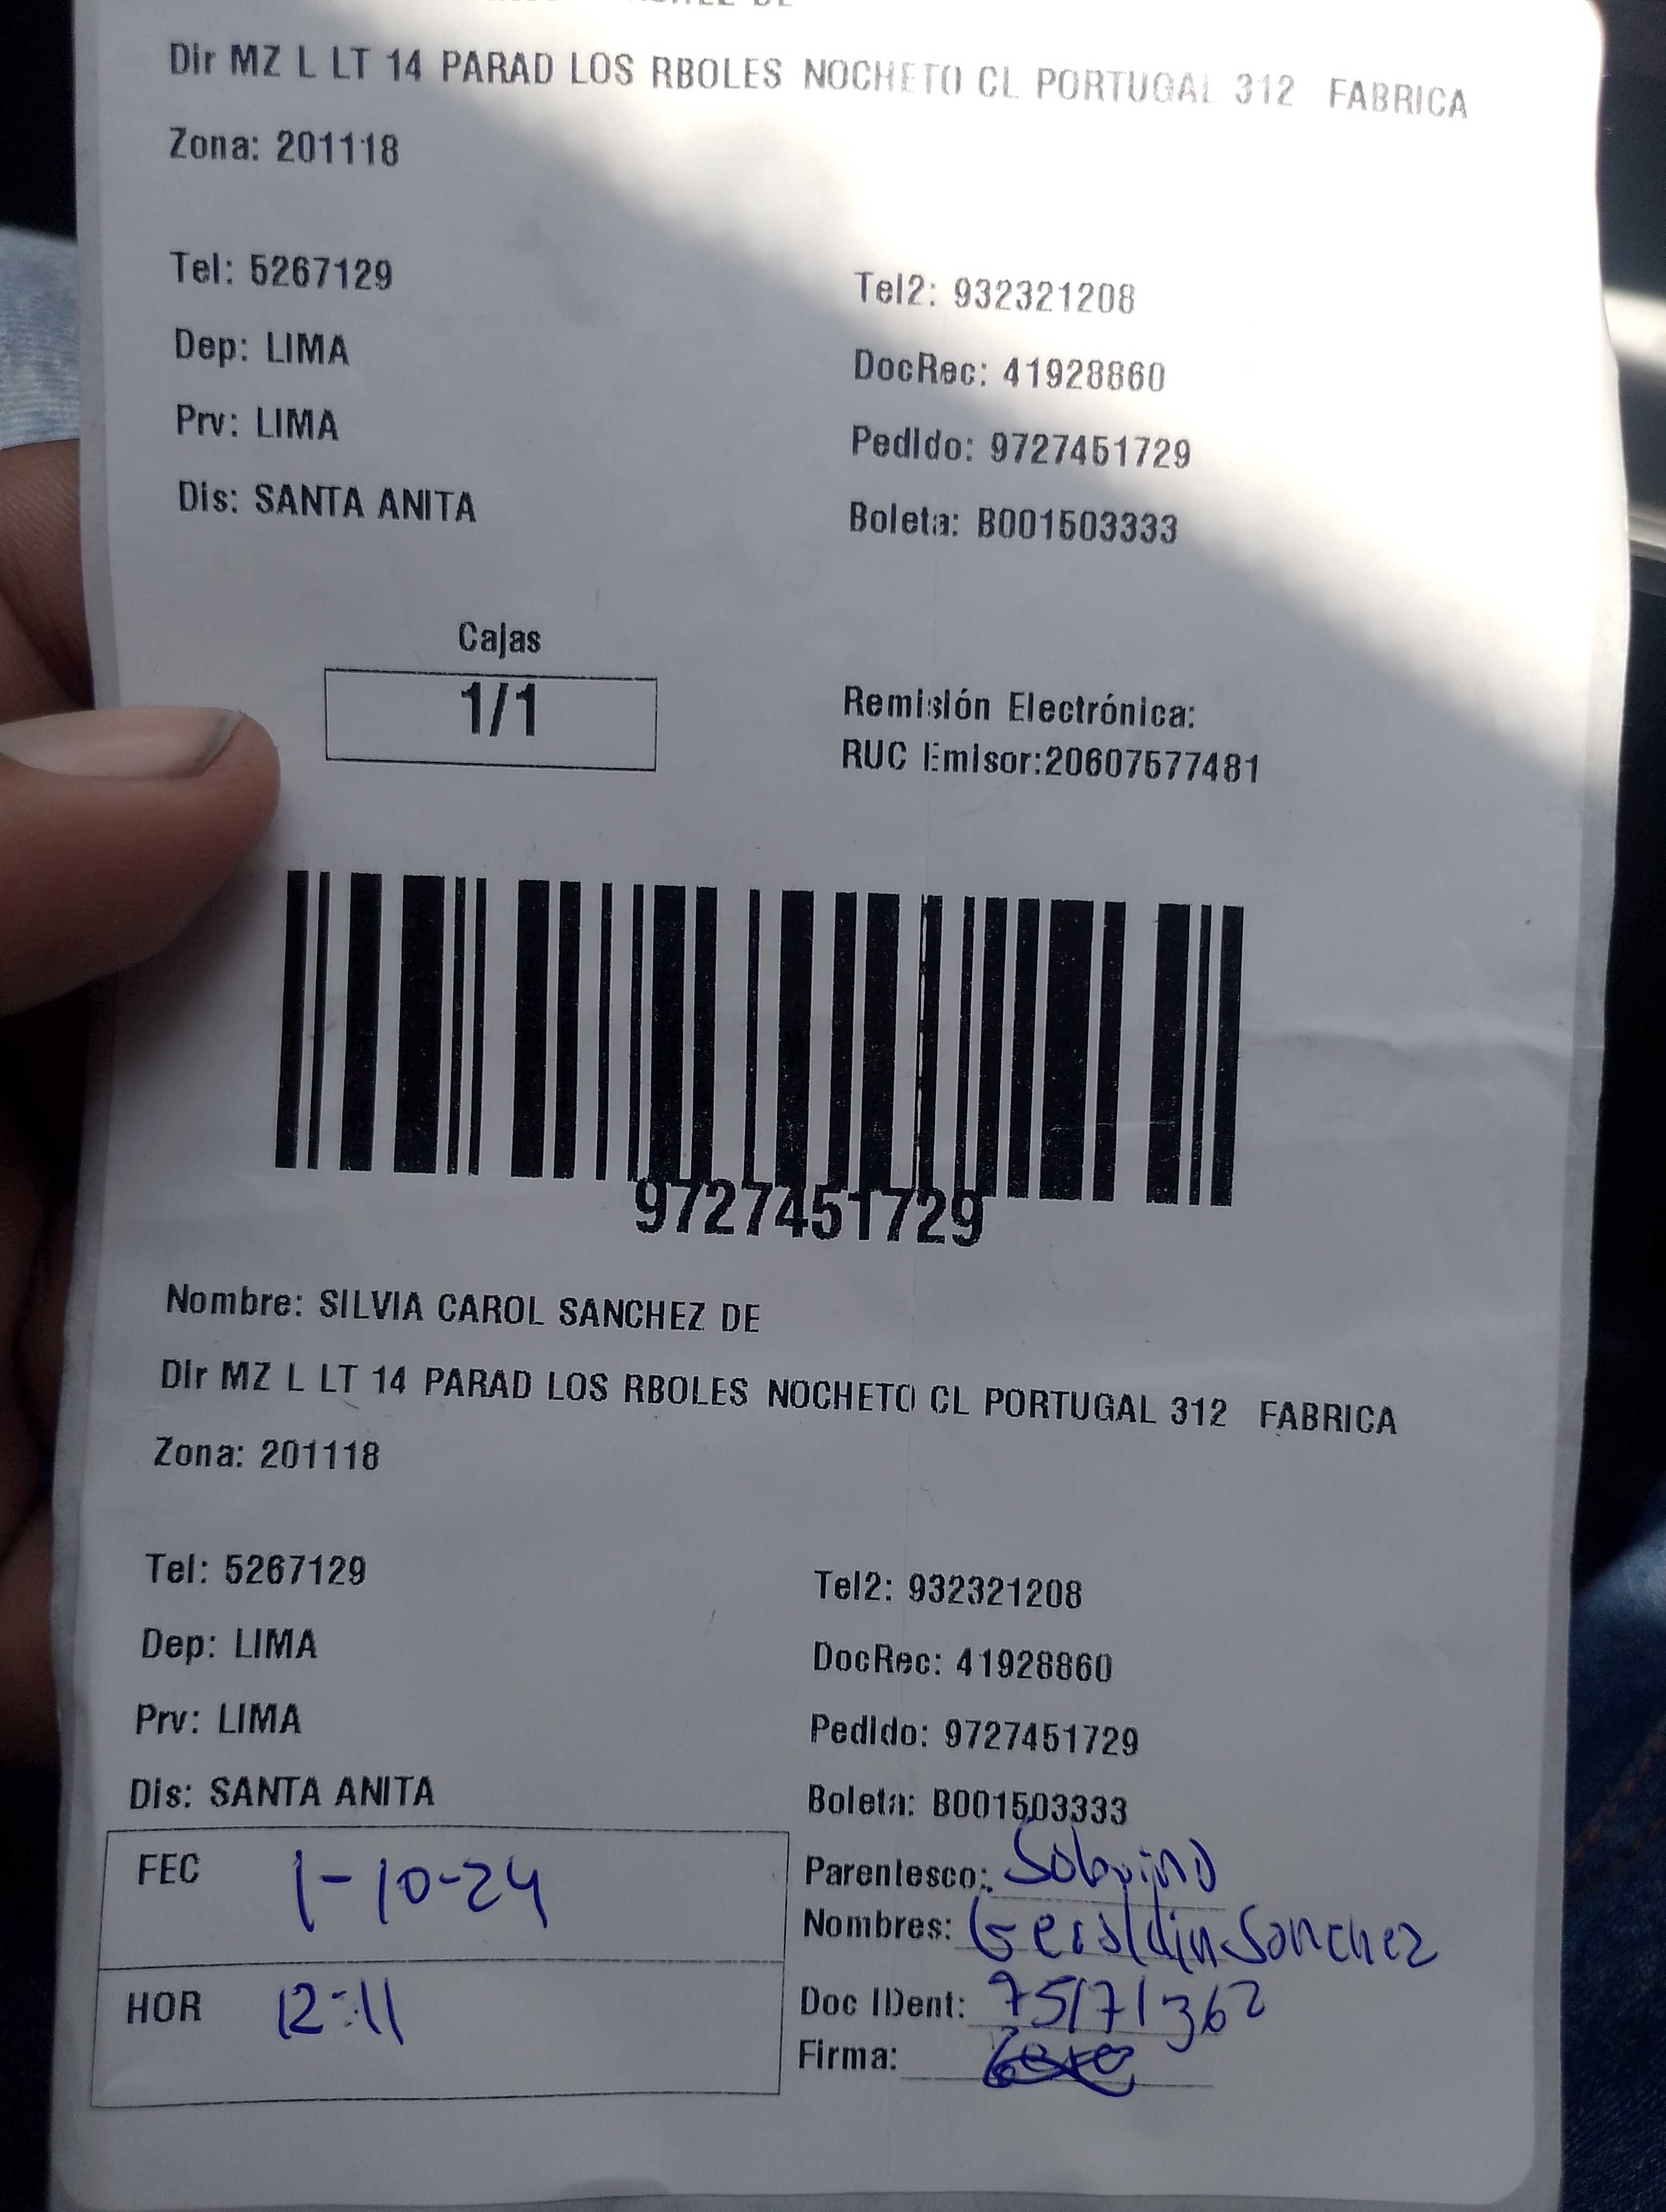 Dir MZ L LT 14 PARAD LOS RBOLES NOCHETO CL PORTUGAL 312 FABRICA
Zona: 201118
Tel: 5267129
Tel2: 932321208
Dep: LIMA
DocRec: 41928860
Prv: LIMA
Pedido: 9727451729
Dis: SANTA ANITA
Boleta: B001503333
Cajas
1/1
Remisión Electrónica:
RUC Emisor:20607577481
9727451729
Nombre: SILVIA CAROL SANCHEZ DE
Dir MZ L LT 14 PARAD LOS RBOLES NOCHETO CL PORTUGAL 312 FABRICA
Zona: 201118
Tel: 5267129
Tel2: 932321208
Dep: LIMA
DocRec: 41928860
Prv: LIMA
Pedido: 9727451729
Dis: SANTA ANITA
Boleta: B001503333
FEC 1-10-24
Parentesco: Sobrino
Nombres: Geraldin Sanchez
HOR 12:11
Doc IDent: 75171362
Firma: